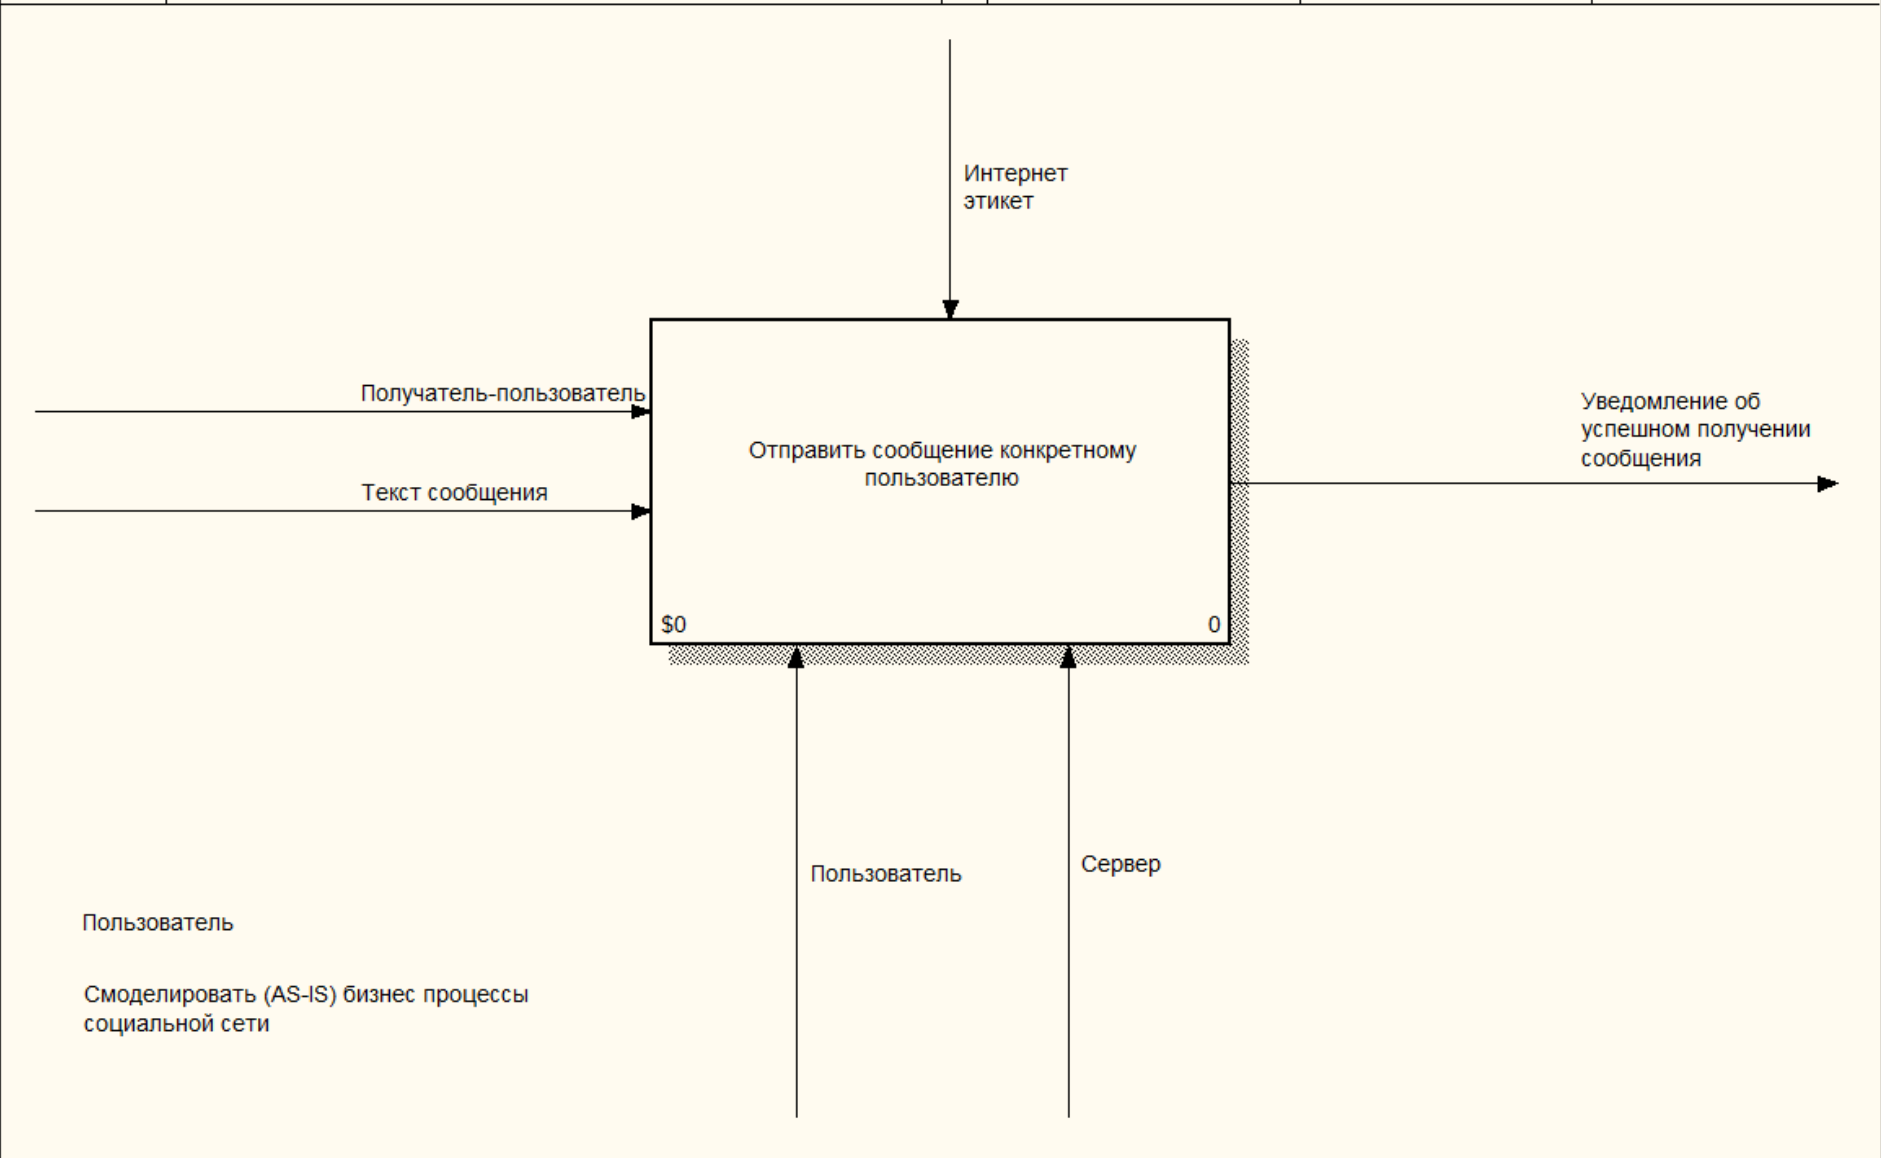 Интернет
этикет
Получатель-пользователь
Текст сообщения
Отправить сообщение конкретному
пользователю
$0
0
Уведомление об
успешном получении
сообщения
Пользователь
Сервер
Пользователь
Смоделировать (AS-IS) бизнес процессы
социальной сети